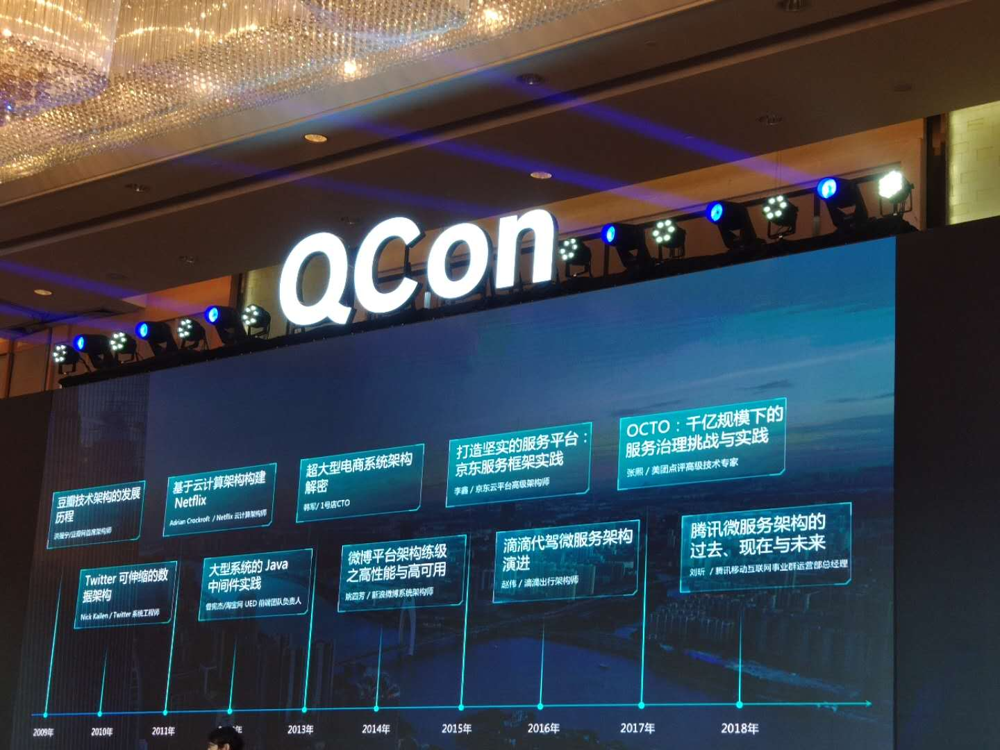 QCon
豆瓣技术架构的发展
历程
洪强宁/豆瓣网首席架构师
基于云计算架构构建
Netflix
Adrian Crockroft / Netflix 云计算架构师
超大型电商系统架构
解密
韩军/ 1号店CTO
打造坚实的服务平台：
京东服务框架实践
李鑫 / 京东云平台高级架构师
OCTO：千亿规模下的
服务治理挑战与实践
张熙 / 美团点评高级技术专家
Twitter 可伸缩的数
据架构
Nick Kallen / Twitter 系统工程师
大型系统的 Java
中间件实践
曾宪杰/淘宝网 UED 前端团队负责人
微博平台架构练级
之高性能与高可用
姚四芳 / 新浪微博系统架构师
滴滴代驾微服务架构
演进
赵伟 / 滴滴出行架构师
腾讯微服务架构的
过去、现在与未来
刘昕 / 腾讯移动互联网事业群运营部总经理
2009年 2010年 2011年 年 2013年 2014年 2015年 2016年 2017年 2018年